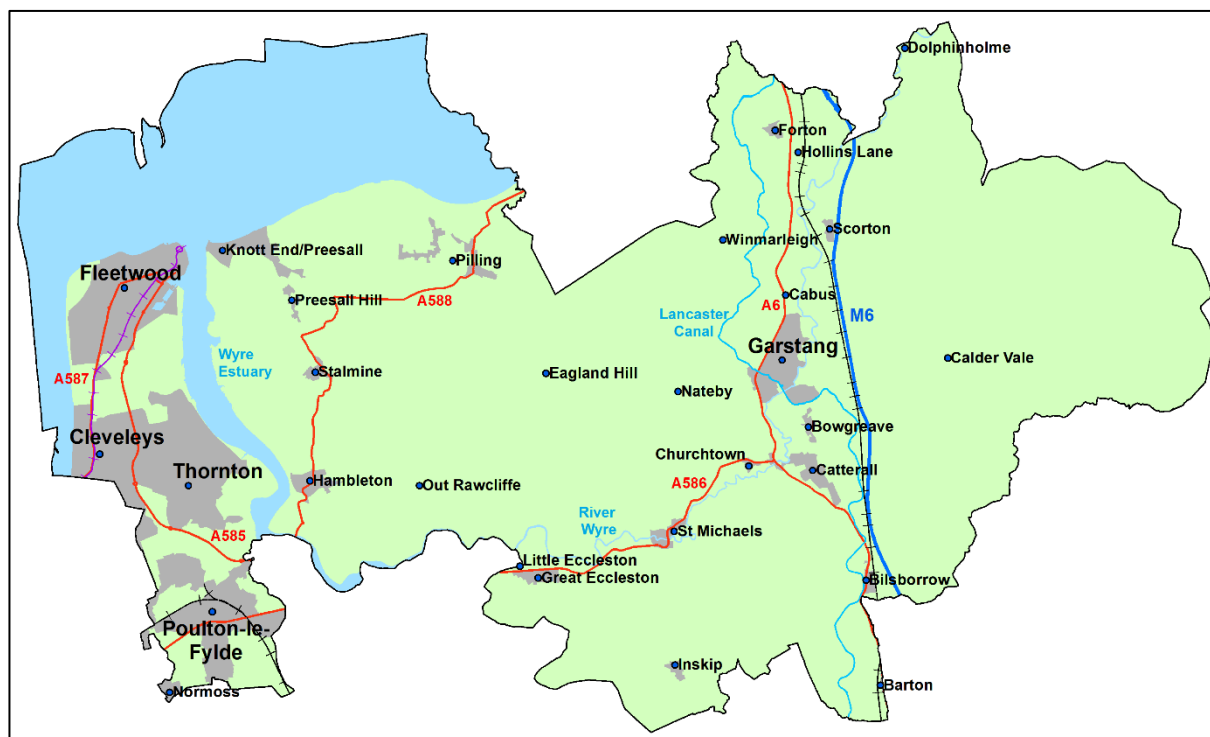 Dolphinholme
Forton
Hollins Lane
Scorton
Winmarleigh
Knott End/Preesall
Pilling
Fleetwood
Preesall Hill
A588
Cabus
A6
Lancaster
Canal
M6
Garstang
Wyre
Estuary
Calder Vale
A587
Stalmine
Eagland Hill
Nateby
Bowgreave
Cleveleys
Churchtown
Catterall
Thornton
Hambleton
Out Rawcliffe
A586
River
Wyre
St Michaels
A585
Little Eccleston
Great Eccleston
Bilsborrow
Poulton-le-
Fylde
Inskip
Normoss
Barton